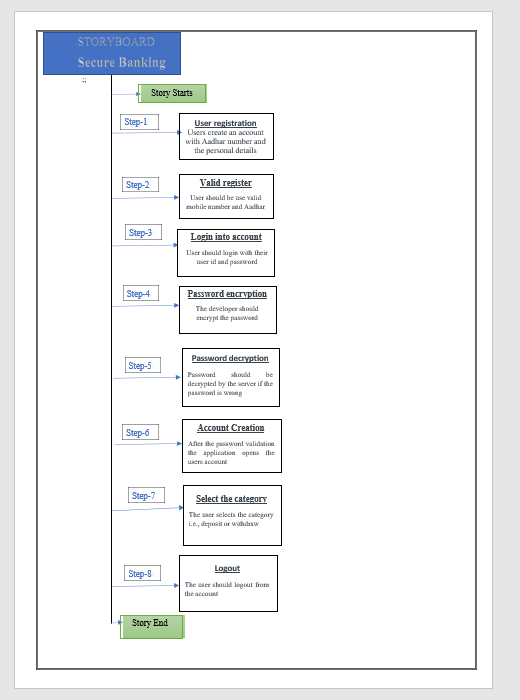 STORYBOARD
Secure Banking
;;
Story Starts
Step-1
User registration
Users create an account
with Aadhar number and
the personal details
Step-2
Valid register
User should be use valid
mobile number and Aadhar
Step-3
Login into account
User should login with their
user id and password
Step-4
Password encryption
The developer should
encrypt the password
Step-5
Password decryption
Password should be
decrypted by the server if the
password is wrong
Step-6
Account Creation
After the password validation
the application opens the
users account
Step-7
Select the category
The user selects the category
i.e., deposit or withdraw
Step-8
Logout
The user should logout from
the account
Story End